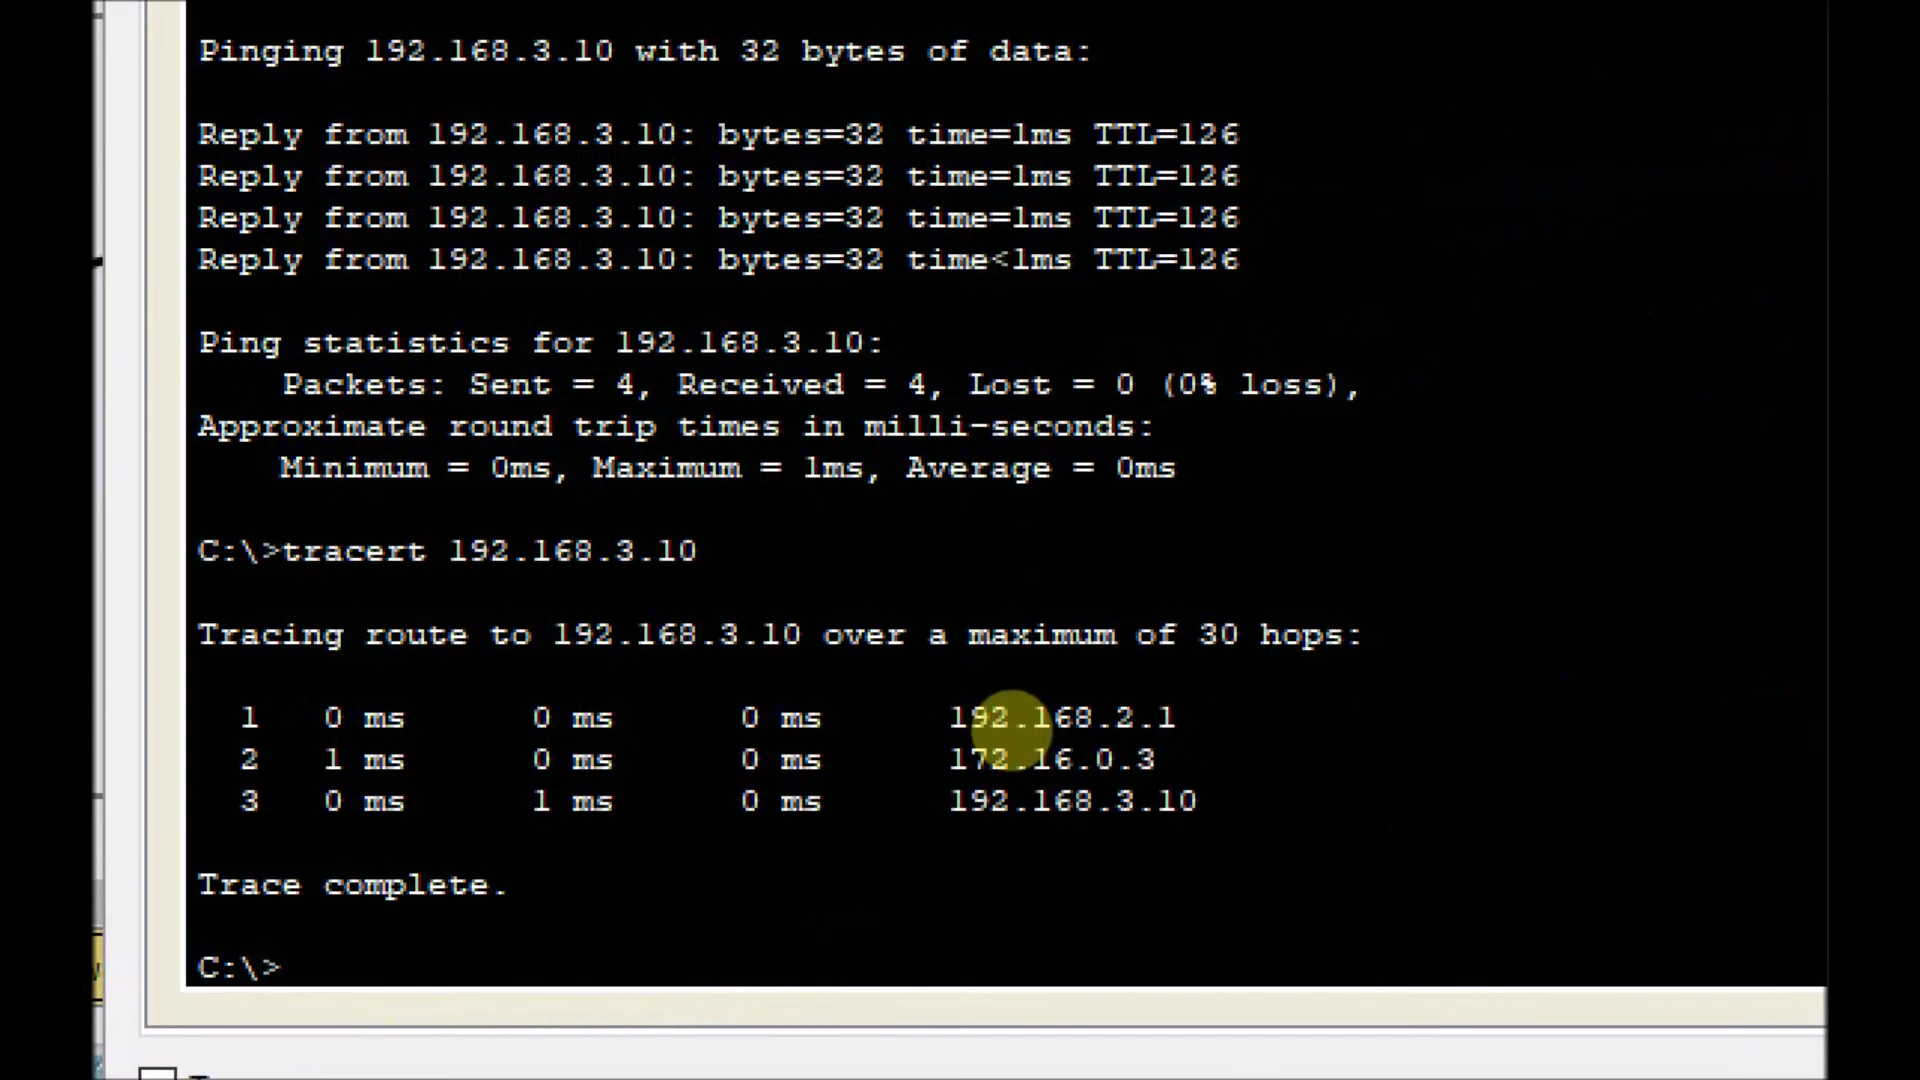 Pinging 192.168.3.10 with 32 bytes of data:
Reply from 192.168.3.10: bytes=32 time=1ms TTL=126
Reply from 192.168.3.10: bytes=32 time=1ms TTL=126
Reply from 192.168.3.10: bytes=32 time=1ms TTL=126
Reply from 192.168.3.10: bytes=32 time<1ms TTL=126
Ping statistics for 192.168.3.10:
Packets: Sent = 4, Received = 4, Lost = 0 (0% loss),
Approximate round trip times in milli-seconds:
Minimum = 0ms, Maximum = 1ms, Average = 0ms
C:\>tracert 192.168.3.10
Tracing route to 192.168.3.10 over a maximum of 30 hops:
1 0 ms 0 ms 0 ms 192.168.2.1
2 1 ms 0 ms 0 ms 172.16.0.3
3 0 ms 1 ms 0 ms 192.168.3.10
Trace complete.
C:\>